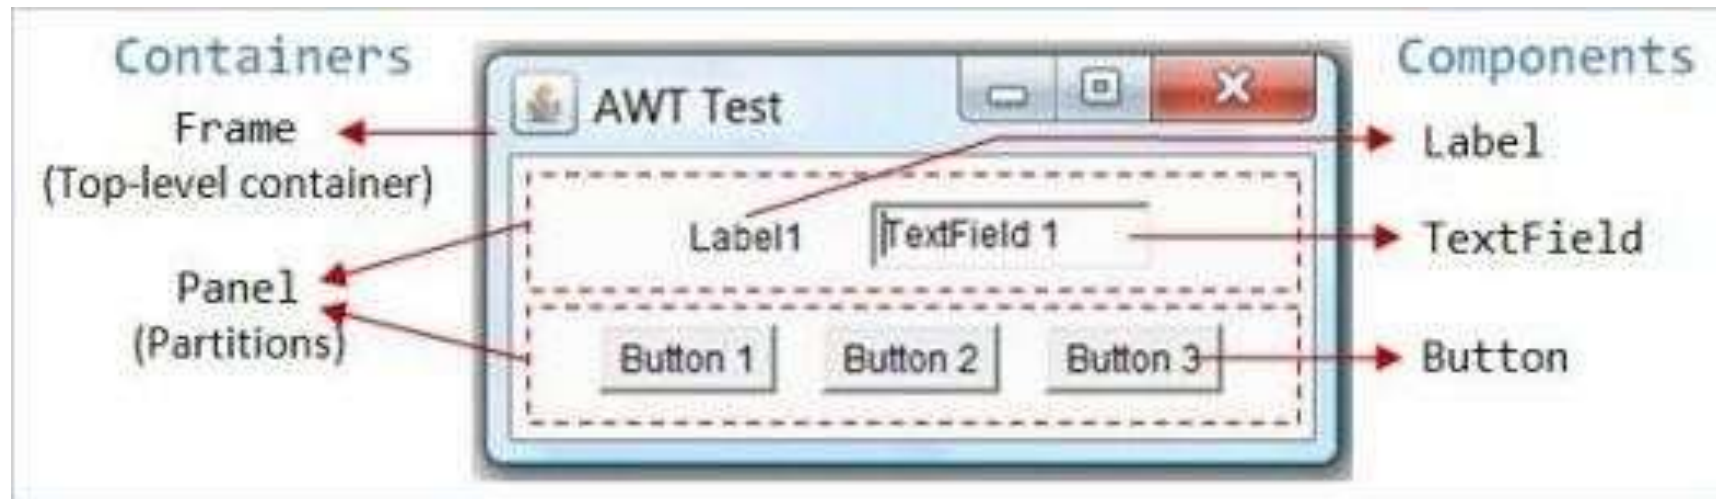 Containers
Components
AWT Test
Frame
(Top-level container)
Label
Label1
TextField 1
TextField
Panel
(Partitions)
Button 1
Button 2
Button 3
Button